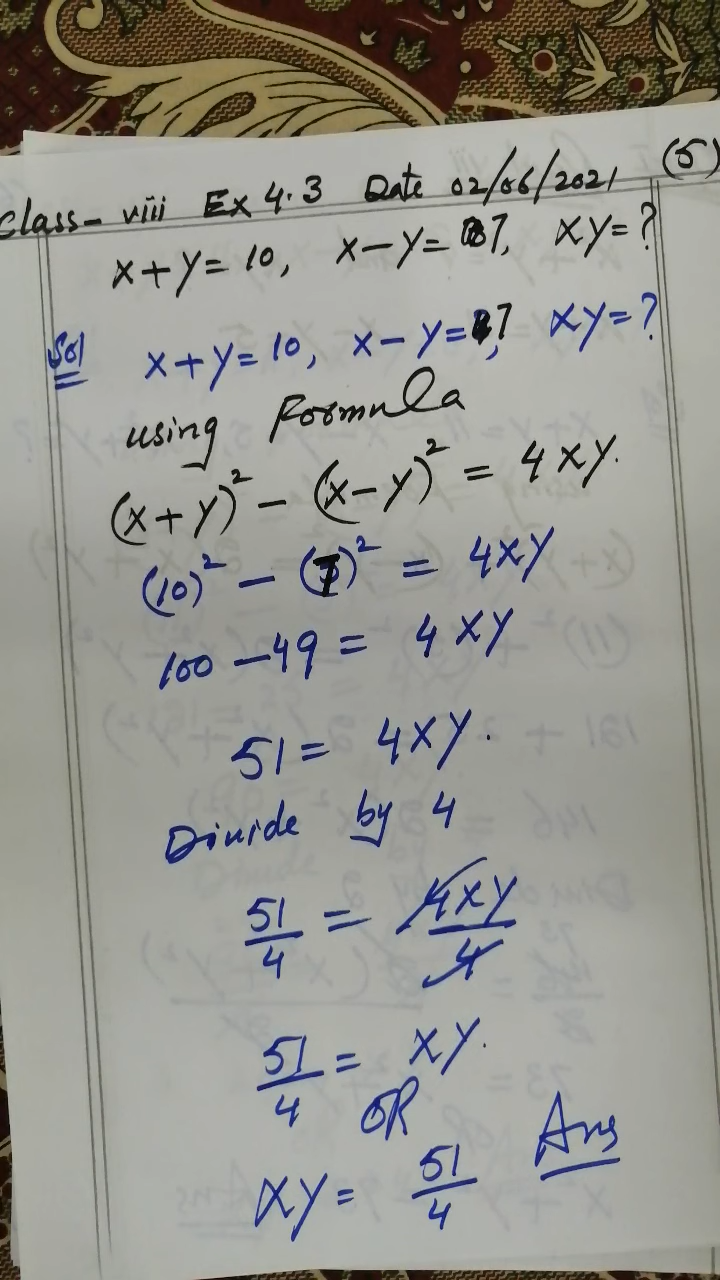 (5)
Class- viii Ex 4.3 Date 02/06/2021
x+y=10, x-y=7, xy=?
Sol x+y=10, x-y=7, xy=?
using Formula
(x+y)² - (x-y)² = 4xy.
(10)² - (7)² = 4xy
100 - 49 = 4xy
51 = 4xy.
Divide by 4
51/4 = 4xy/4
51/4 = xy.
OR
xy = 51/4 Ans